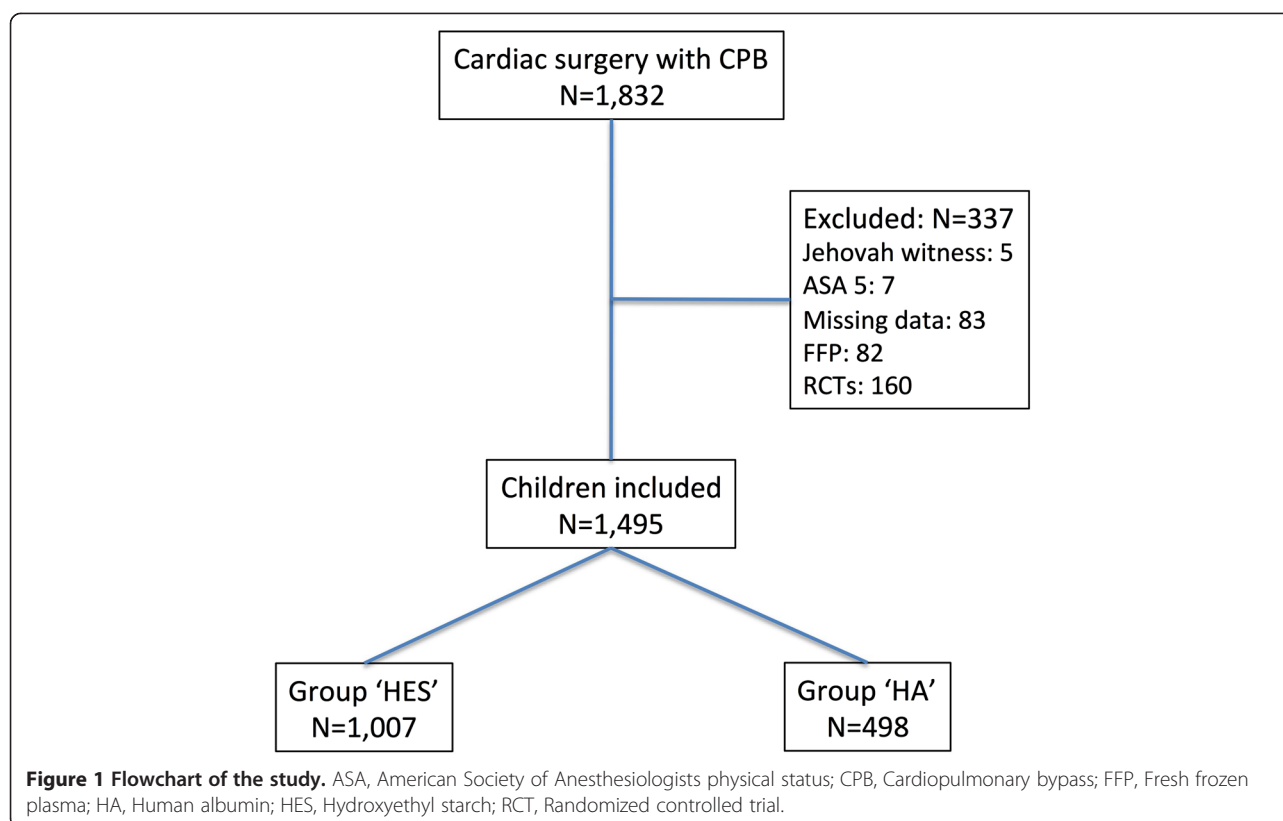 Cardiac surgery with CPB
N=1,832
Excluded: N=337
Jehovah witness: 5
ASA 5: 7
Missing data: 83
FFP: 82
RCTs: 160
Children included
N=1,495
Group ‘HES’
N=1,007
Group ‘HA’
N=498
Figure 1 Flowchart of the study. ASA, American Society of Anesthesiologists physical status; CPB, Cardiopulmonary bypass; FFP, Fresh frozen
plasma; HA, Human albumin; HES, Hydroxyethyl starch; RCT, Randomized controlled trial.